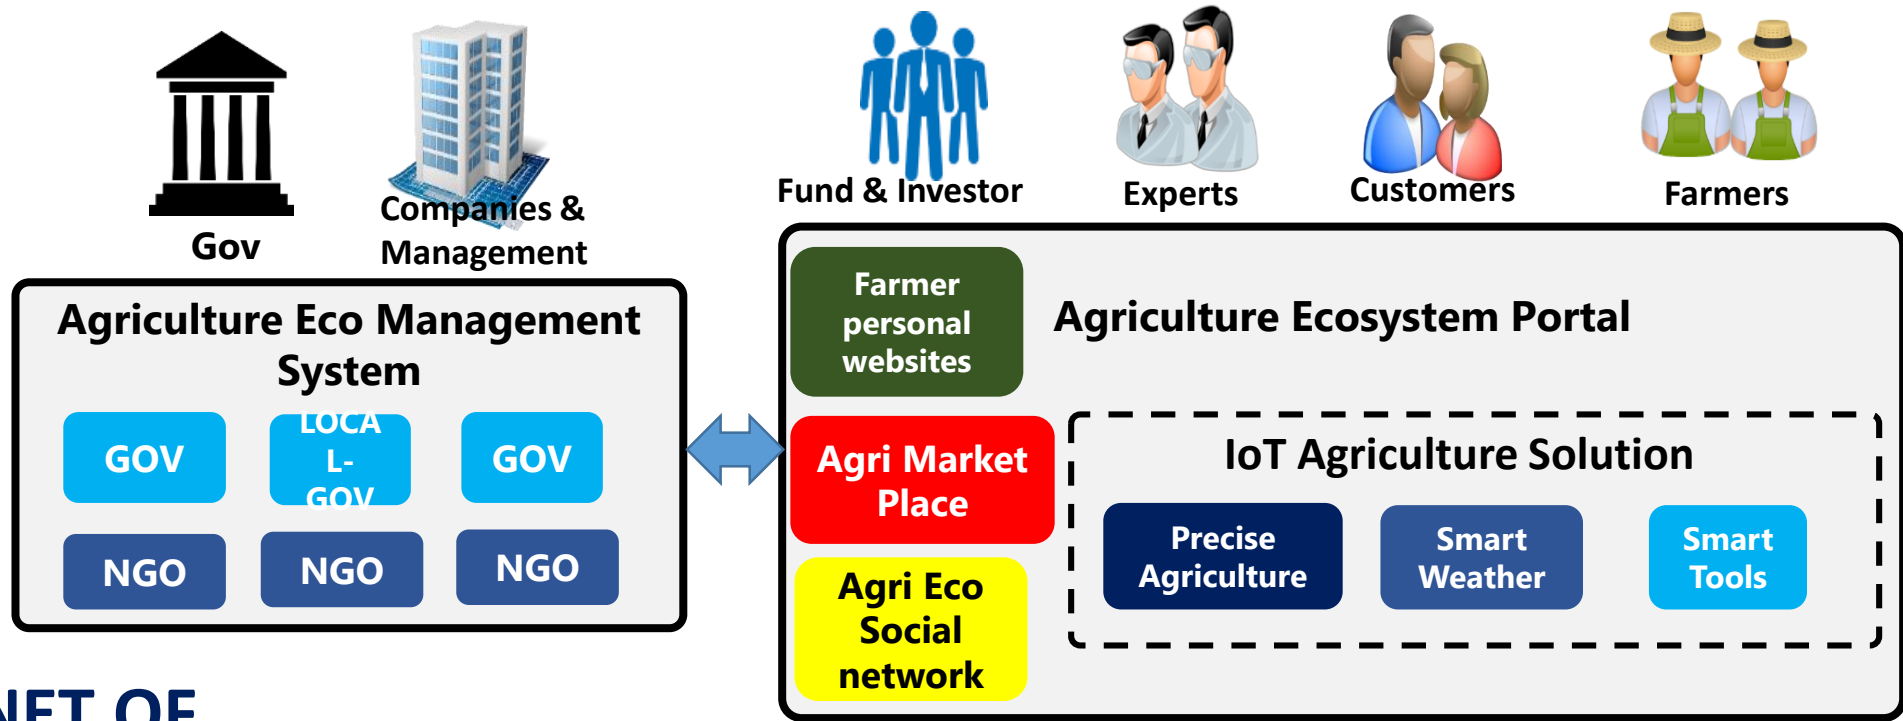 Gov
Companies &
Management
Fund & Investor
Experts
Customers
Farmers
Agriculture Eco Management
System
GOV
LOCA
L-
GOV
GOV
NGO
NGO
NGO
Farmer
personal
websites
Agriculture Ecosystem Portal
Agri Market
Place
Agri Eco
Social
network
IoT Agriculture Solution
Precise
Agriculture
Smart
Weather
Smart
Tools
NET OF